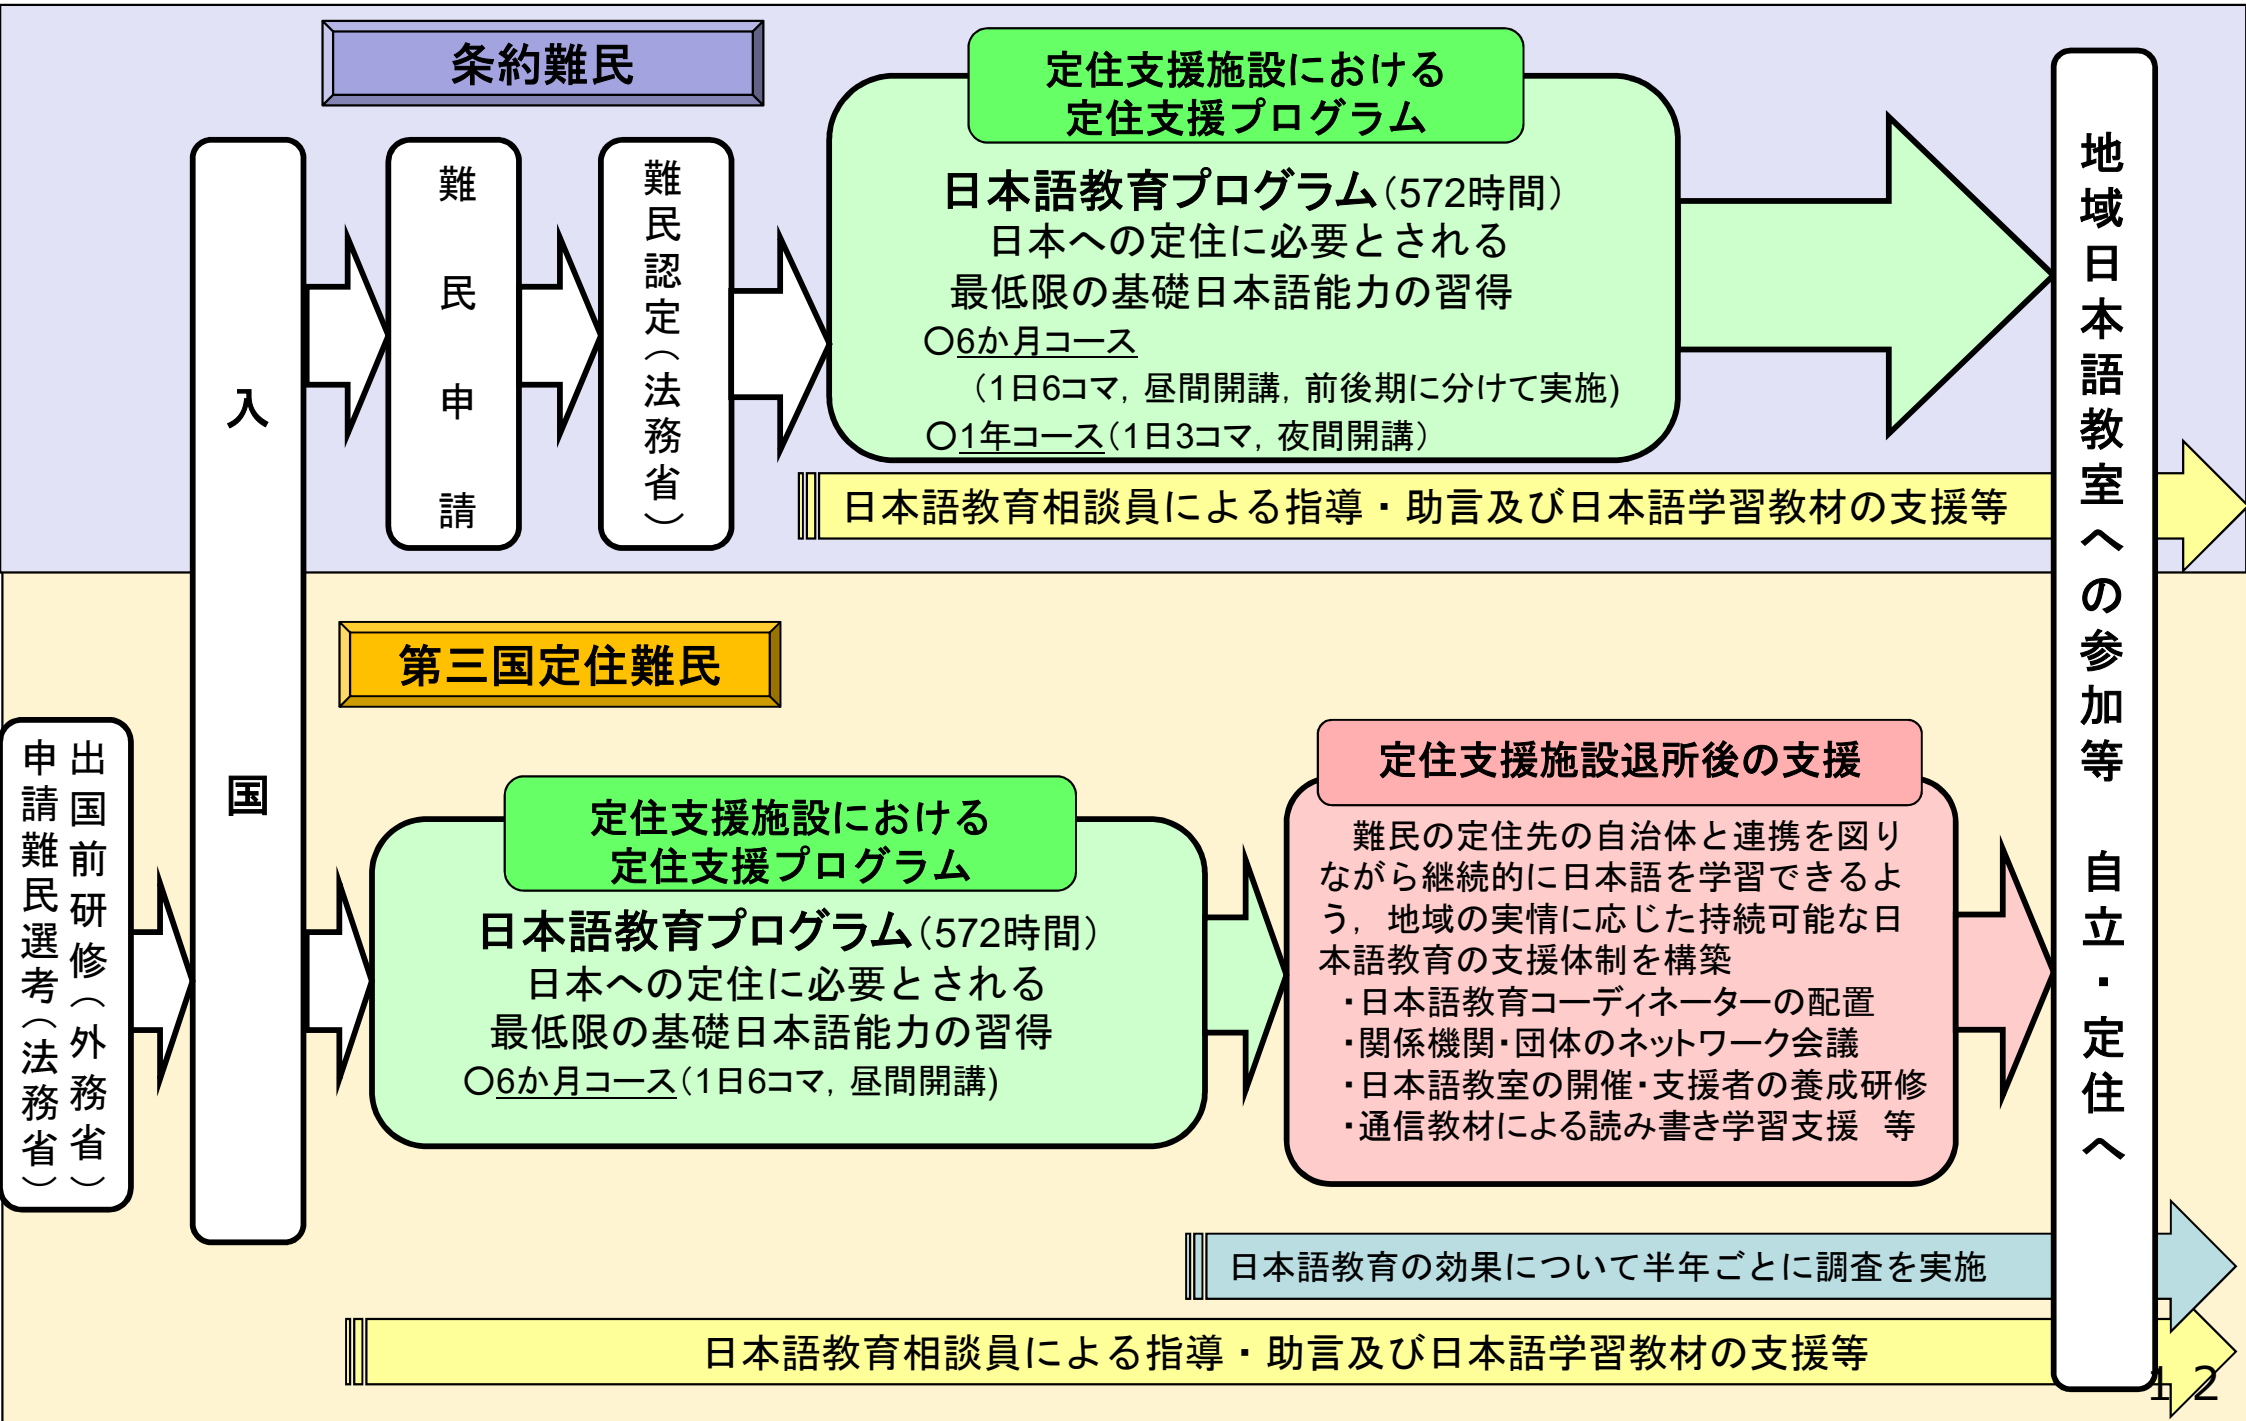 条約難民
入国
難民申請
難民認定（法務省）
定住支援施設における
定住支援プログラム
日本語教育プログラム（572時間）
日本への定住に必要とされる
最低限の基礎日本語能力の習得
○6か月コース
（1日6コマ，昼間開講，前後期に分けて実施)
○1年コース（1日3コマ，夜間開講）
日本語教育相談員による指導・助言及び日本語学習教材の支援等
地域日本語教室への参加等　自立・定住へ
第三国定住難民
出国前研修（外務省）
申請難民選考（法務省）
定住支援施設における
定住支援プログラム
日本語教育プログラム（572時間）
日本への定住に必要とされる
最低限の基礎日本語能力の習得
○6か月コース（1日6コマ，昼間開講)
定住支援施設退所後の支援
難民の定住先の自治体と連携を図り
ながら継続的に日本語を学習できるよ
う，地域の実情に応じた持続可能な日
本語教育の支援体制を構築
・日本語教育コーディネーターの配置
・関係機関・団体のネットワーク会議
・日本語教室の開催・支援者の養成研修
・通信教材による読み書き学習支援　等
日本語教育の効果について半年ごとに調査を実施
日本語教育相談員による指導・助言及び日本語学習教材の支援等
12